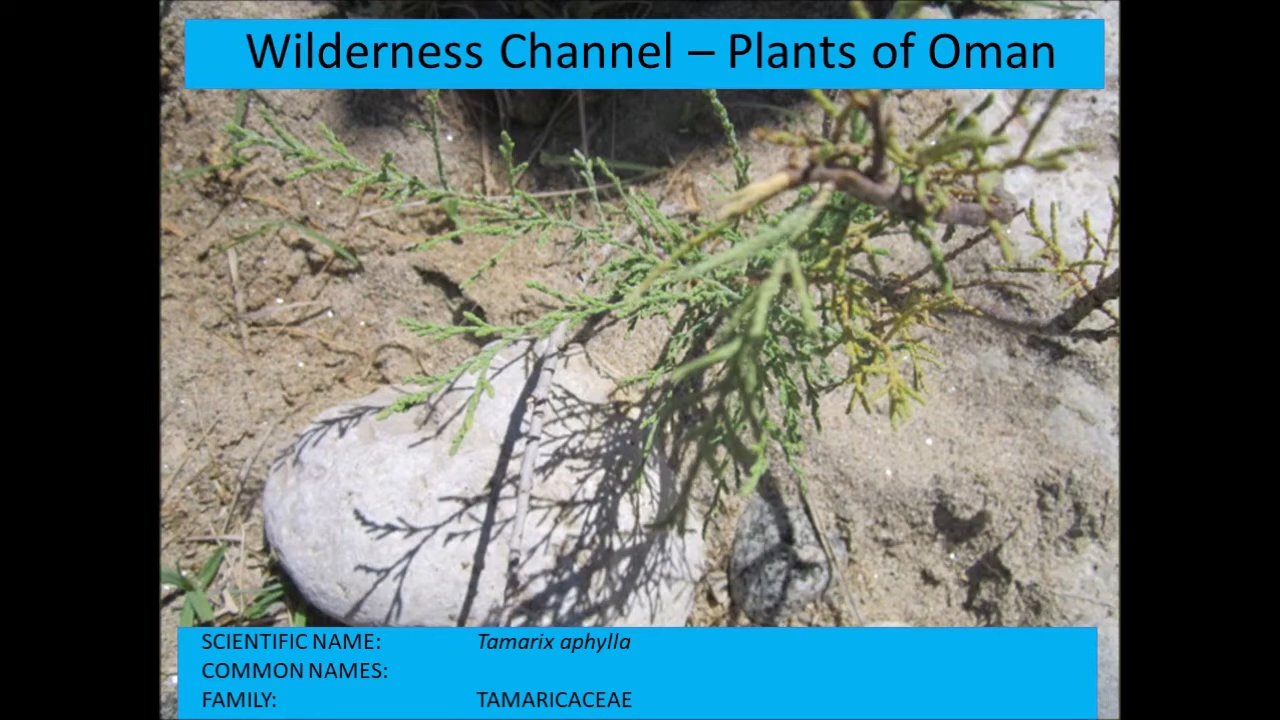 Wilderness Channel – Plants of Oman
SCIENTIFIC NAME: Tamarix aphylla
COMMON NAMES:
FAMILY: TAMARICACEAE